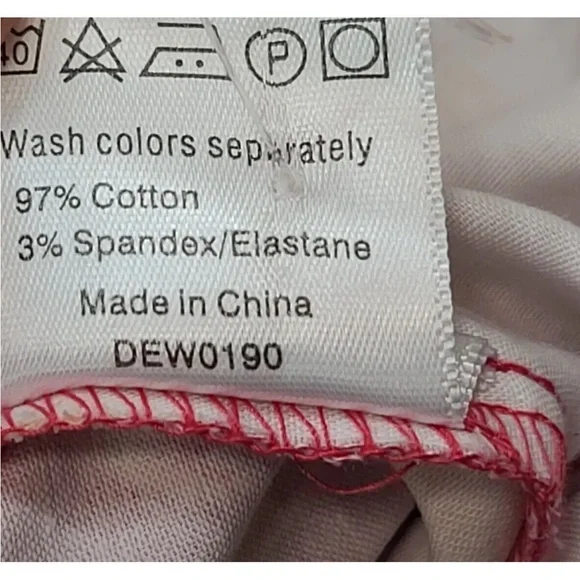 40 P
Wash colors separately
97% Cotton
3% Spandex/Elastane
Made in China
DEW0190